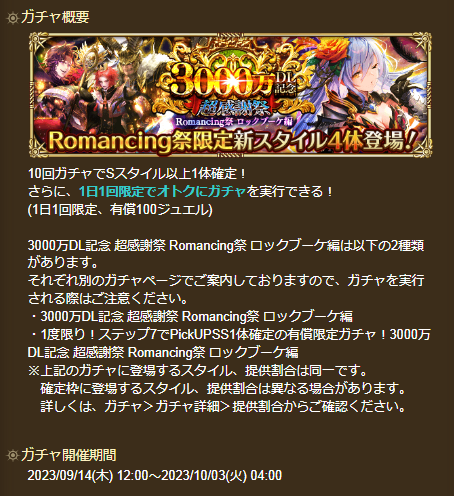 ガチャ概要
3000万DL記念
超感謝祭
Romancing祭 ロックブーケ編
Romancing祭限定新スタイル4体登場!
10回ガチャでSスタイル以上1体確定!
さらに、1日1回限定でオトクにガチャを実行できる!
(1日1回限定、有償100ジュエル)
3000万DL記念 超感謝祭 Romancing祭 ロックブーケ編は以下の2種類
があります。
それぞれ別のガチャページでご案内しておりますので、ガチャを実行
される際はご注意ください。
・3000万DL記念 超感謝祭 Romancing祭 ロックブーケ編
・1度限り!ステップ7でPickUPSS1体確定の有償限定ガチャ!3000万
DL記念 超感謝祭 Romancing祭 ロックブーケ編
※上記のガチャに登場するスタイル、提供割合は同一です。
確定枠に登場するスタイル、提供割合は異なる場合があります。
詳しくは、ガチャ>ガチャ詳細>提供割合からご確認ください。
ガチャ開催期間
2023/09/14(木) 12:00～2023/10/03(火) 04:00